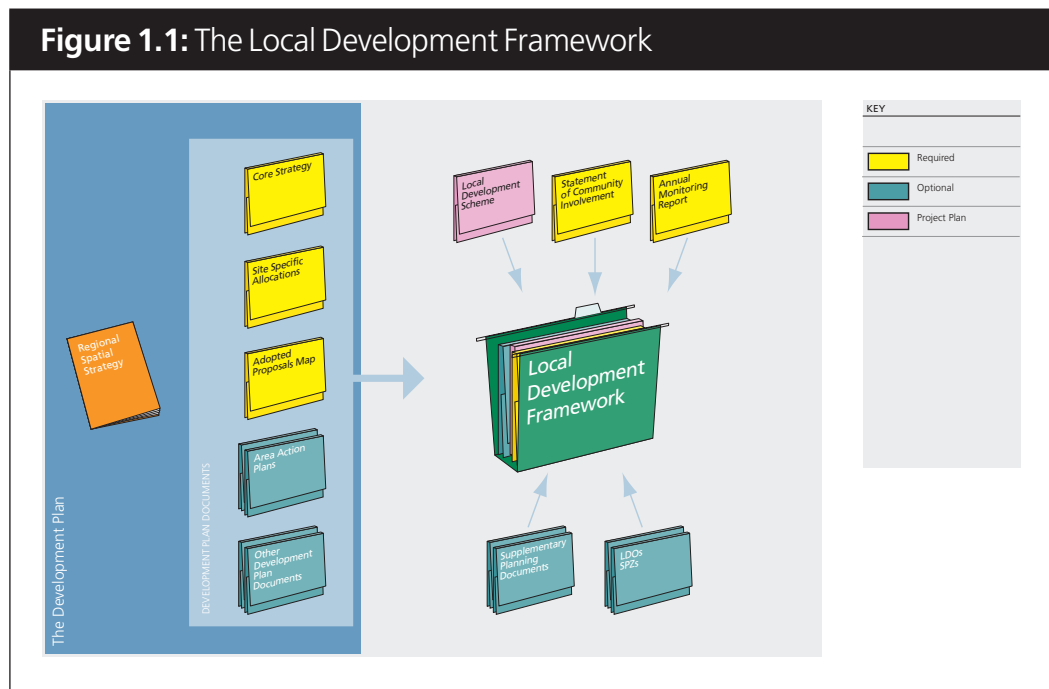 Figure 1.1: The Local Development Framework
The Development Plan
Regional
Spatial
Strategy
DEVELOPMENT PLAN DOCUMENTS
Core Strategy
Site Specific
Allocations
Adopted
Proposals Map
Area Action
Plans
Other
Development
Plan
Documents
Local
Development
Scheme
Statement
of Community
Involvement
Annual
Monitoring
Report
Local
Development
Framework
Supplementary
Planning
Documents
LDOs
SPZs
KEY
Required
Optional
Project Plan